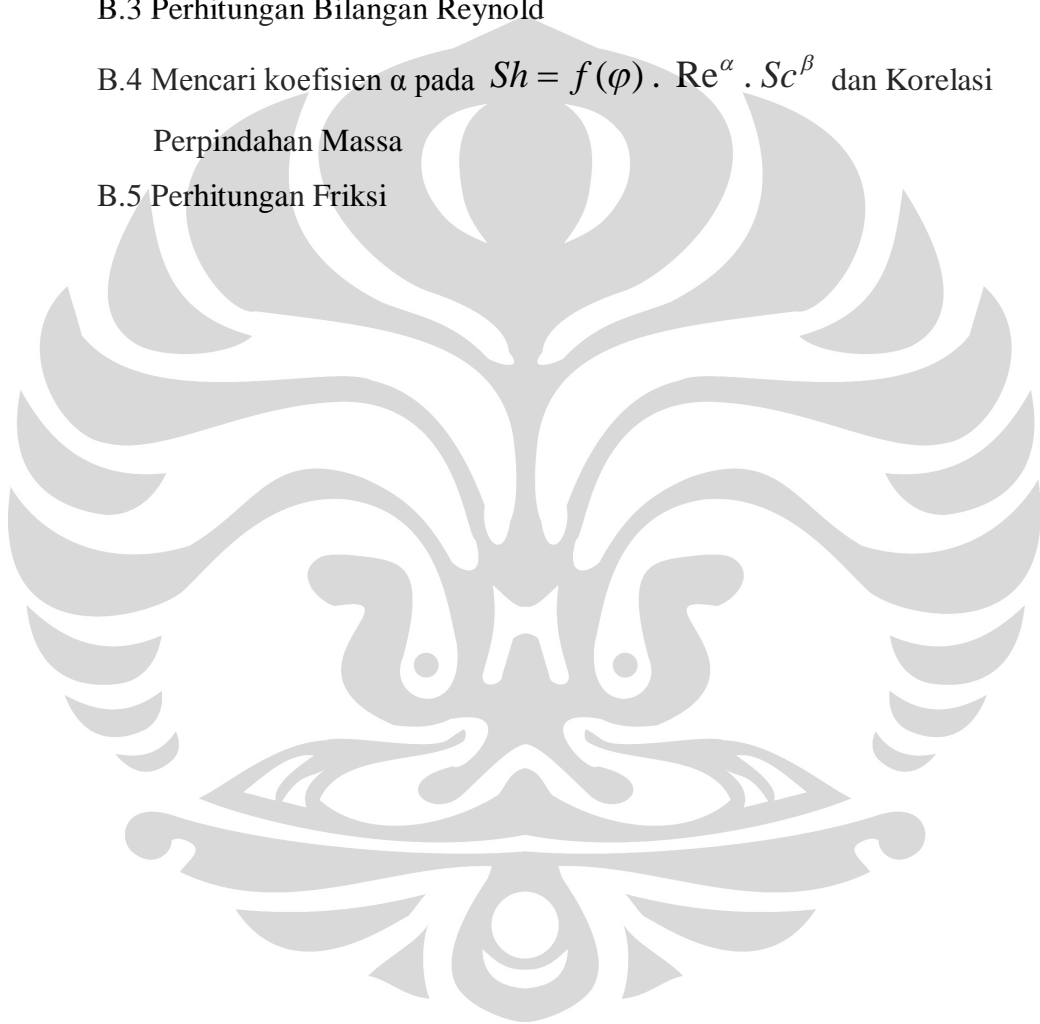 B.3 Perhitungan Bilangan Reynold
B.4 Mencari koefisien α pada Sh = f(φ) . Re^α . Sc^β dan Korelasi
Perpindahan Massa
B.5 Perhitungan Friksi